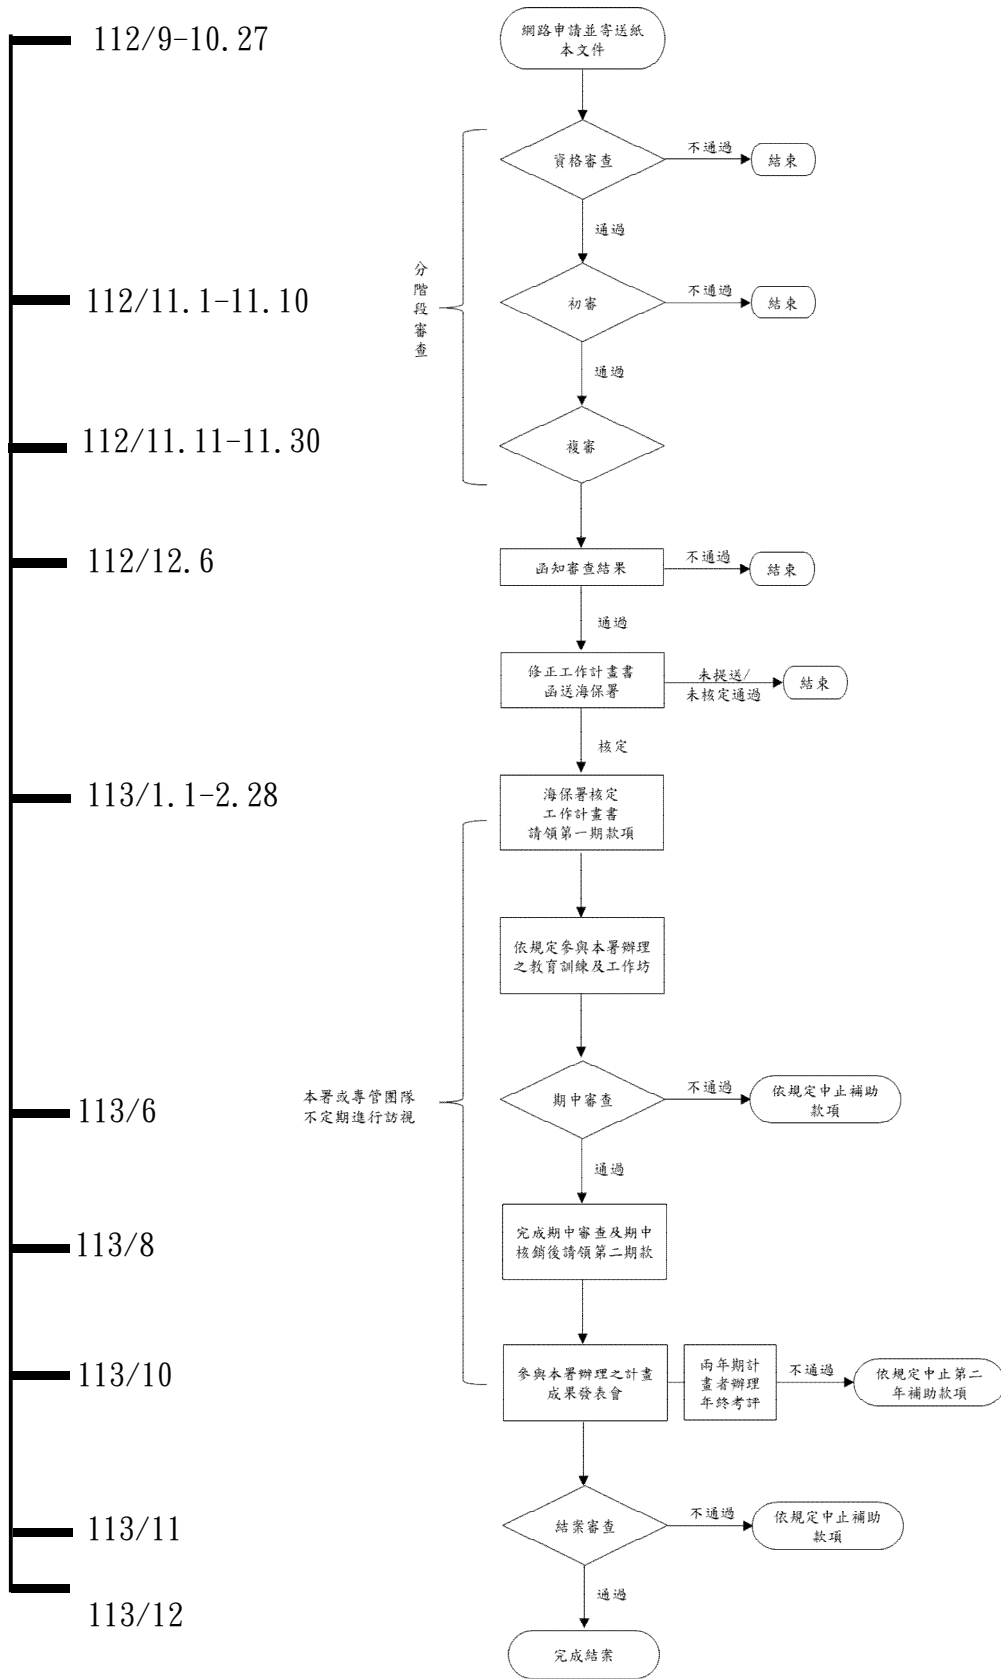 112/9-10.27
網路申請並寄送紙
本文件
資格審查
不通過
結束
通過
分階段審查
112/11.1-11.10
初審
不通過
結束
通過
112/11.11-11.30
複審
112/12.6
函知審查結果
不通過
結束
通過
修正工作計畫書
函送海保署
未提送/
未核定通過
結束
核定
113/1.1-2.28
海保署核定
工作計畫書
請領第一期款項
依規定參與本署辦理
之教育訓練及工作坊
本署或專管團隊
不定期進行訪視
113/6
期中審查
不通過
依規定中止補助
款項
通過
113/8
完成期中審查及期中
核銷後請領第二期款
113/10
參與本署辦理之計畫
成果發表會
兩年期計
畫者辦理
年終考評
不通過
依規定中止第二
年補助款項
113/11
結案審查
不通過
依規定中止補助
款項
通過
113/12
完成結案